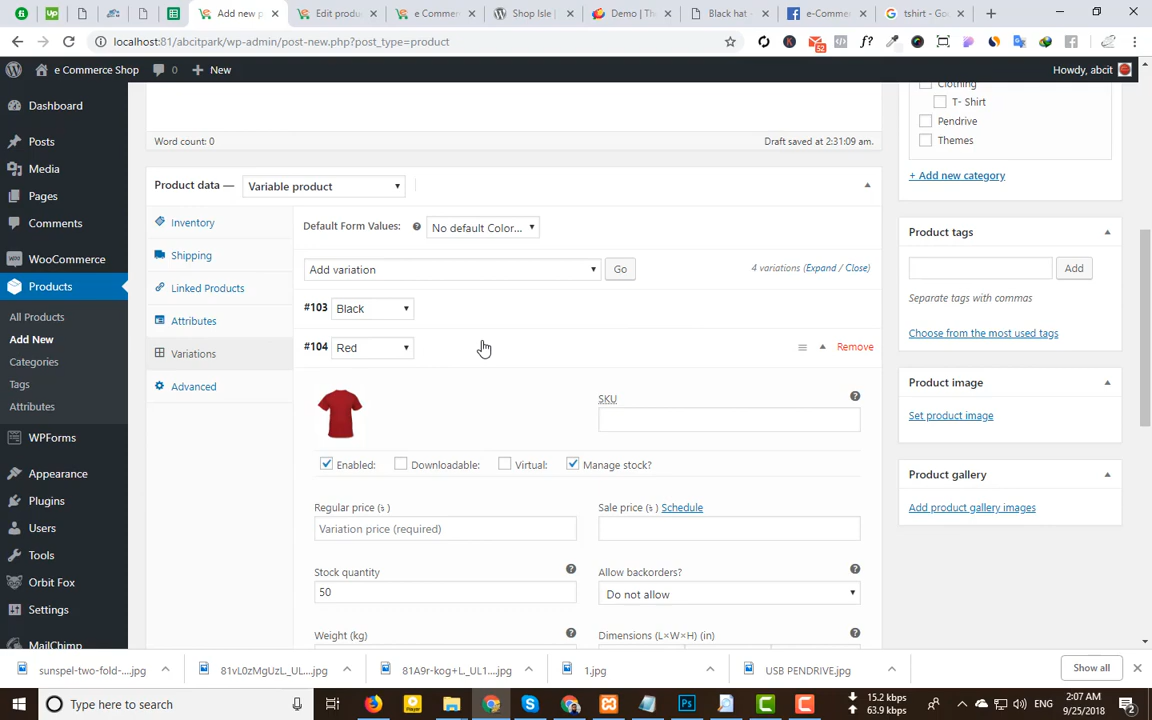 Add new p
Edit produ
e Commer
Shop Isle
Demo | Th
Black hat -
e-Commer
tshirt - Go
localhost:81/abcitpark/wp-admin/post-new.php?post_type=product
52
f?
e Commerce Shop
New
Howdy, abcit
Dashboard
Posts
Media
Pages
Comments
WooCommerce
Products
All Products
Add New
Categories
Tags
Attributes
WPForms
Appearance
Plugins
Users
Tools
Orbit Fox
Settings
MailChimp
Word count: 0
Draft saved at 2:31:09 am.
Product data —
Variable product
Inventory
Shipping
Linked Products
Attributes
Variations
Advanced
Default Form Values:
No default Color...
Add variation
Go
4 variations (Expand / Close)
#103 Black
#104 Red
Remove
SKU
Enabled:
Downloadable:
Virtual:
Manage stock?
Regular price (৳ )
Sale price (৳ ) Schedule
Variation price (required)
Stock quantity
Allow backorders?
50
Do not allow
Weight (kg)
Dimensions (L×W×H) (in)
Clothing
T- Shirt
Pendrive
Themes
+ Add new category
Product tags
Add
Separate tags with commas
Choose from the most used tags
Product image
Set product image
Product gallery
Add product gallery images
sunspel-two-fold-....jpg
81vL0zMgUzL._UL....jpg
81A9r-kog+L._UL1....jpg
1.jpg
USB PENDRIVE.jpg
Show all
Type here to search
15.2 kbps
63.9 kbps
ENG
2:07 AM
9/25/2018
2